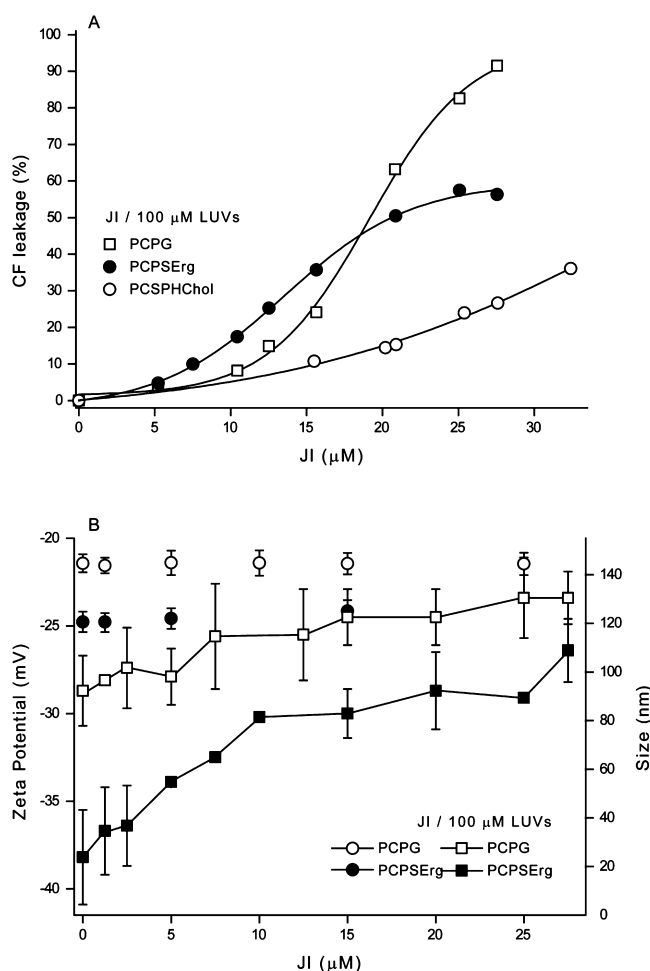 A
100
90
80
70
60
50
40
30
20
10
0
CF leakage (%)
JI / 100 μM LUVs
PCPG
PCPSErg
PCSPHChol
0 5 10 15 20 25 30
JI (μM)
B
-20
-25
-30
-35
-40
Zeta Potential (mV)
140
120
100
80
60
40
20
0
Size (nm)
JI / 100 μM LUVs
PCPG PCPG
PCPSErg PCPSErg
0 5 10 15 20 25
JI (μM)